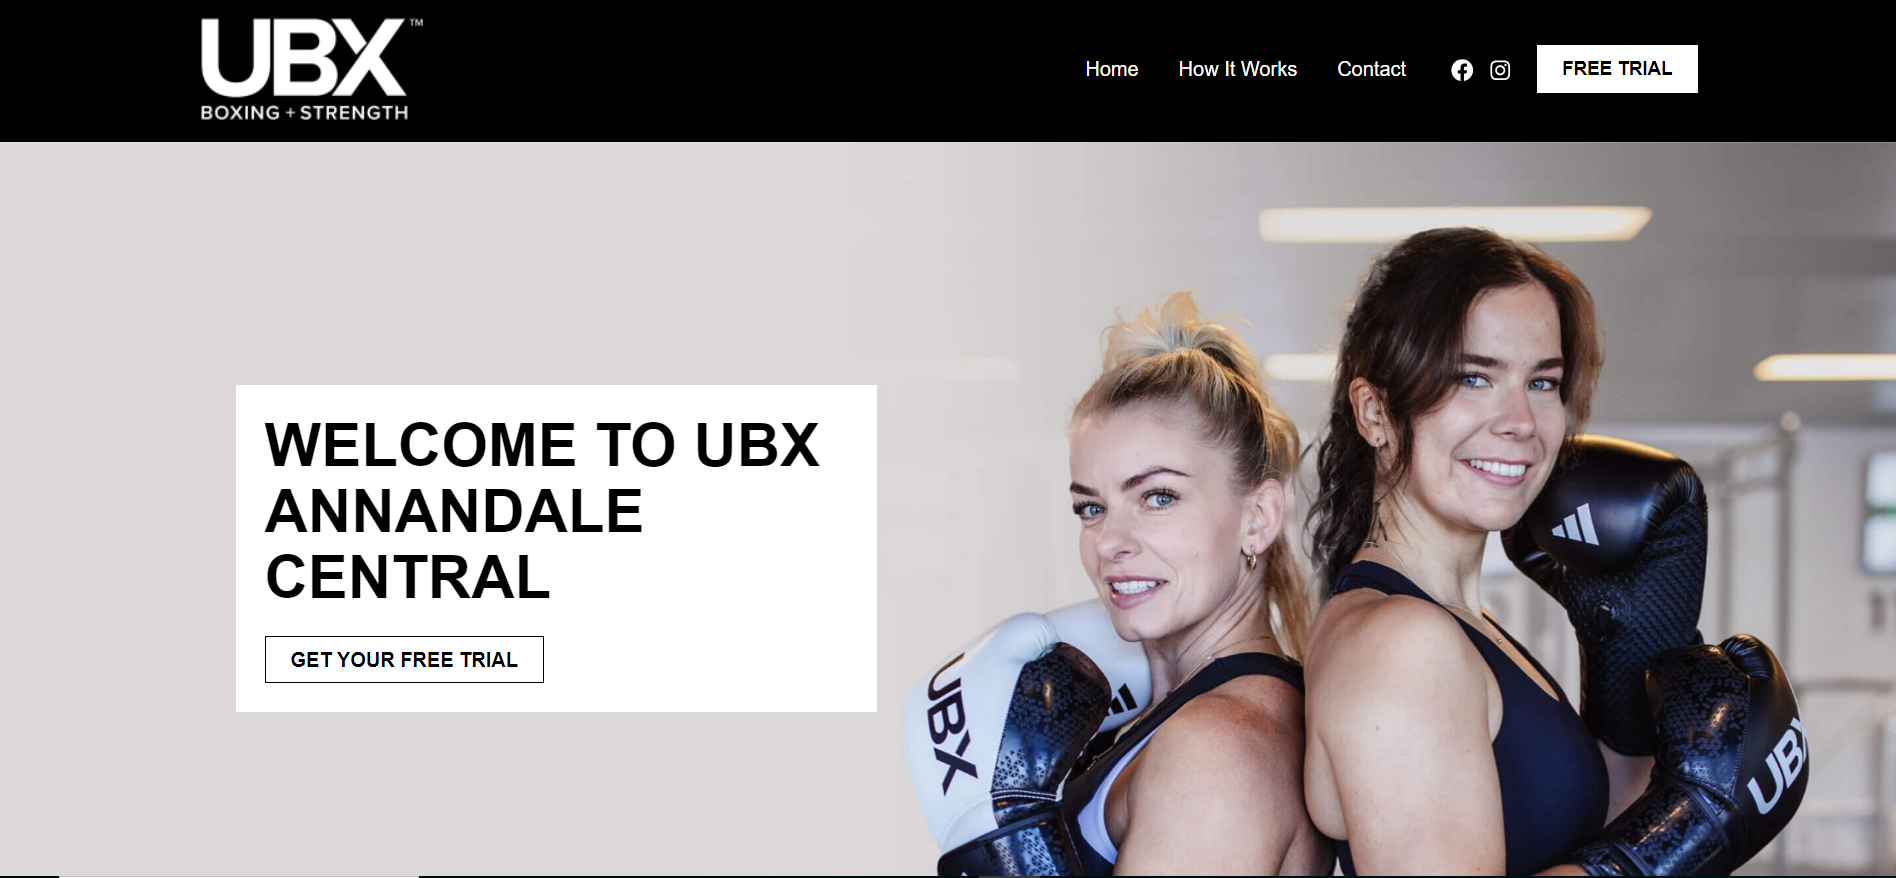 UBX™
BOXING + STRENGTH
Home How It Works Contact FREE TRIAL
WELCOME TO UBX
ANNANDALE
CENTRAL
GET YOUR FREE TRIAL
UBX
UBX